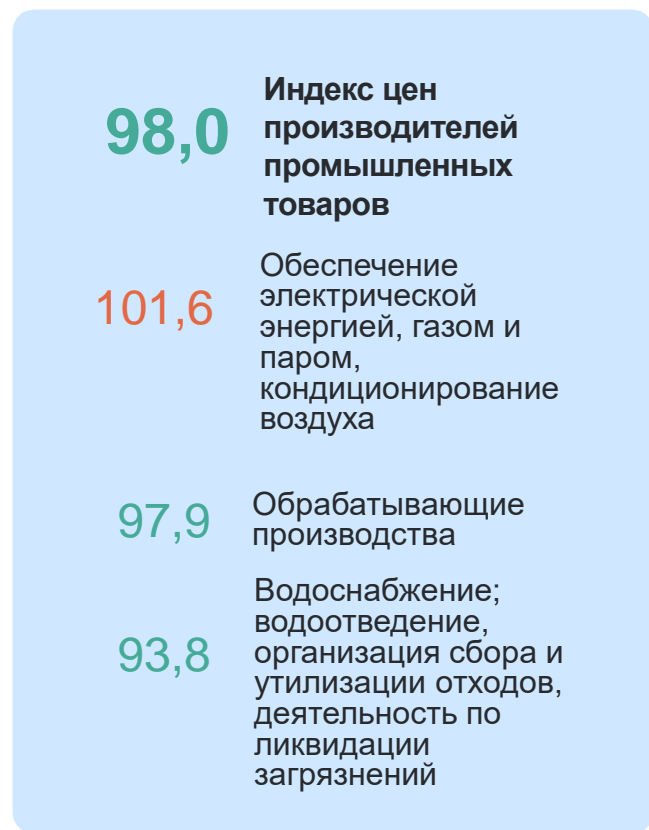 98,0
Индекс цен
производителей
промышленных
товаров
101,6
Обеспечение
электрической
энергией, газом и
паром,
кондиционирование
воздуха
97,9
Обрабатывающие
производства
93,8
Водоснабжение;
водоотведение,
организация сбора и
утилизации отходов,
деятельность по
ликвидации
загрязнений